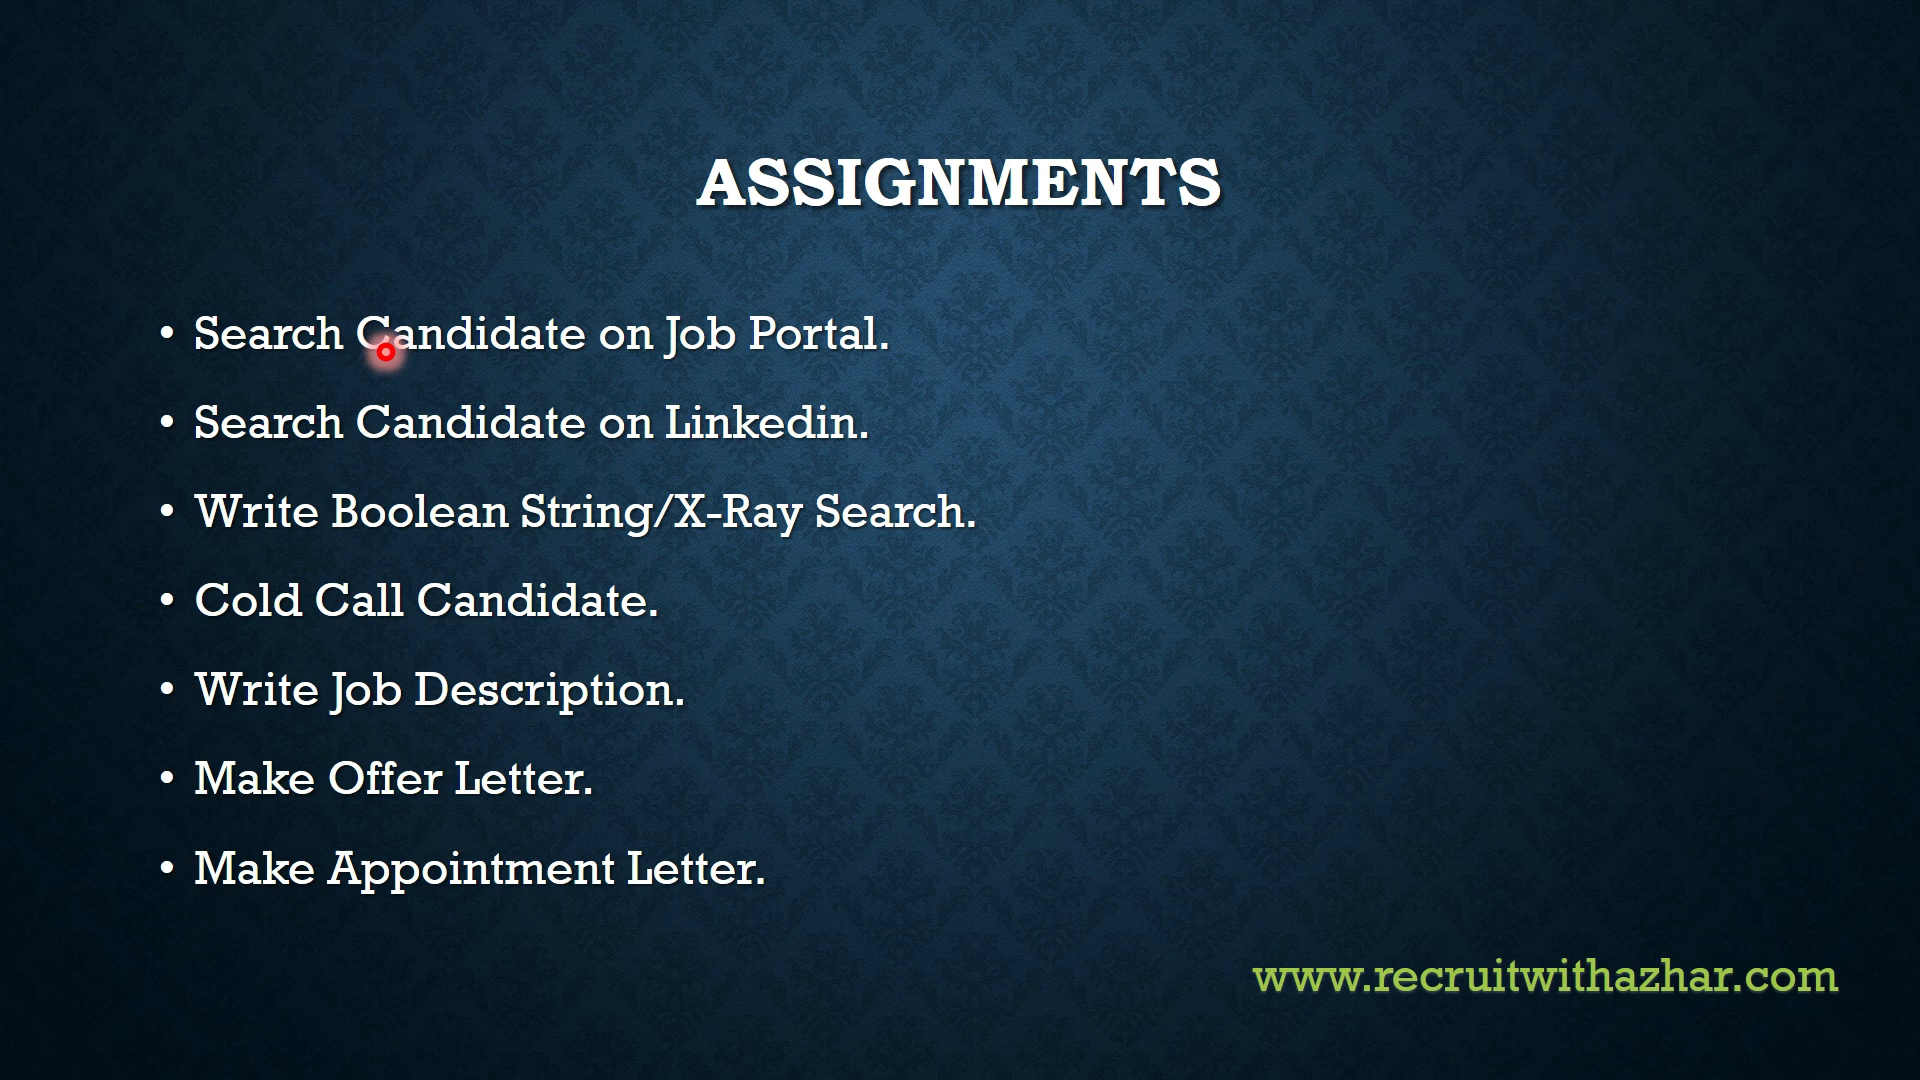 ASSIGNMENTS
• Search Candidate on Job Portal.
• Search Candidate on Linkedin.
• Write Boolean String/X-Ray Search.
• Cold Call Candidate.
• Write Job Description.
• Make Offer Letter.
• Make Appointment Letter.
www.recruitwithazhar.com